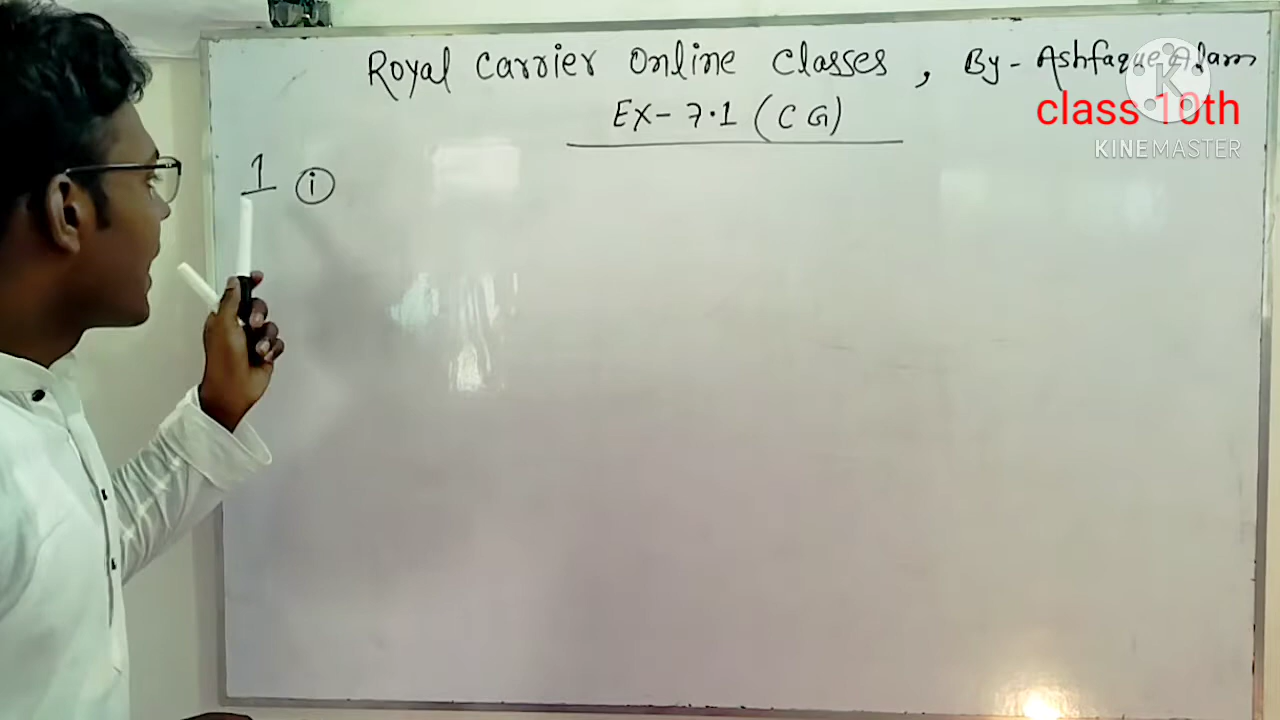 Royal Carrier Online Classes, By- Ashfaque Alam
Ex- 7.1 (CG)
class 10th
KINEMASTER
1 (i)